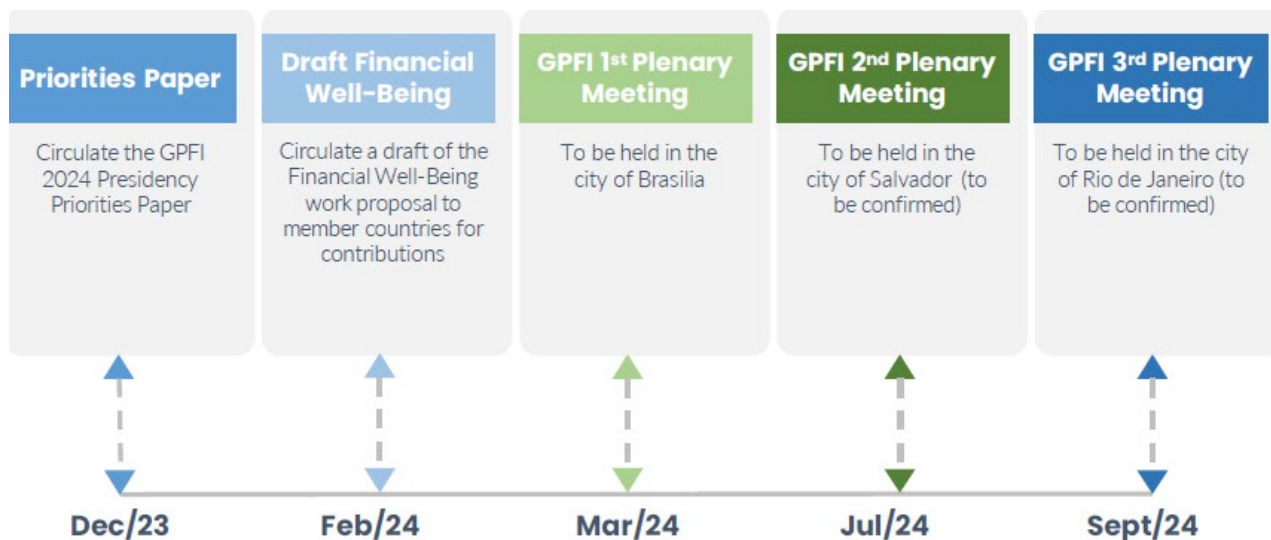 Priorities Paper
Circulate the GPFI
2024 Presidency
Priorities Paper
Draft Financial
Well-Being
Circulate a draft of the
Financial Well-Being
work proposal to
member countries for
contributions
GPFI 1st Plenary
Meeting
To be held in the
city of Brasilia
GPFI 2nd Plenary
Meeting
To be held in the
city of Salvador (to
be confirmed)
GPFI 3rd Plenary
Meeting
To be held in the city
of Rio de Janeiro (to
be confirmed)
Dec/23
Feb/24
Mar/24
Jul/24
Sept/24